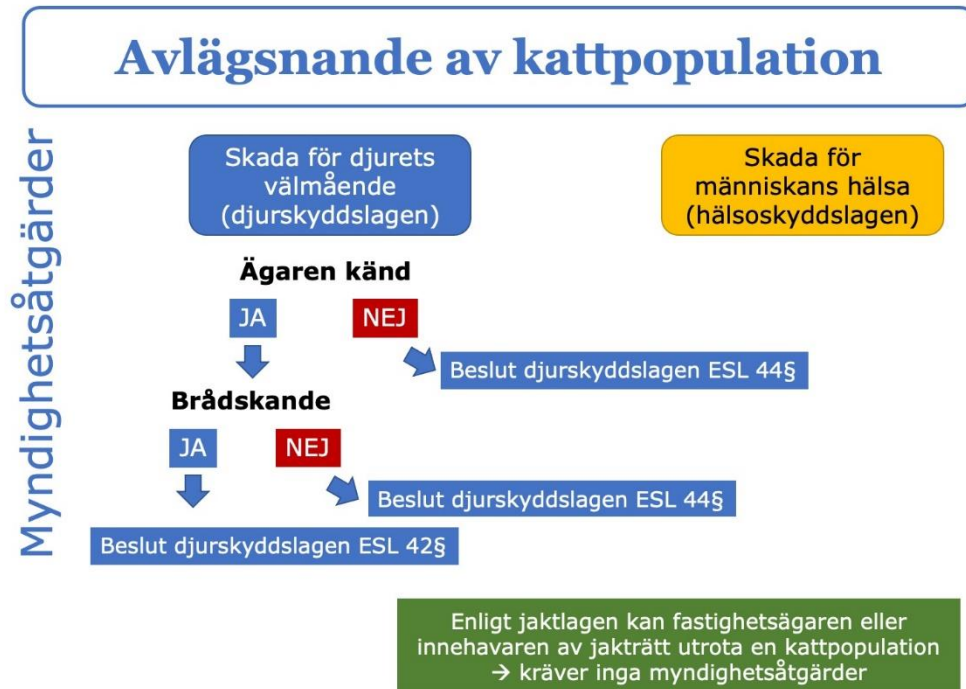 Avlägsnande av kattpopulation
Myndighetsåtgärder
Skada för djurets
välmående
(djurskyddslagen)
Skada för
människans hälsa
(hälsoskyddslagen)
Ägaren känd
JA
NEJ
Beslut djurskyddslagen ESL 44§
Brådskande
JA
NEJ
Beslut djurskyddslagen ESL 44§
Beslut djurskyddslagen ESL 42§
Enligt jaktlagen kan fastighetsägaren eller
innehavaren av jakträtt utrota en kattpopulation
→ kräver inga myndighetsåtgärder